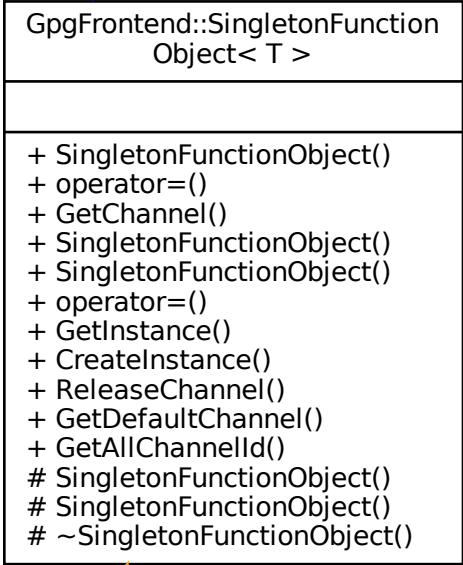 GpgFrontend::SingletonFunction
Object< T >
+ SingletonFunctionObject()
+ operator=()
+ GetChannel()
+ SingletonFunctionObject()
+ SingletonFunctionObject()
+ operator=()
+ GetInstance()
+ CreateInstance()
+ ReleaseChannel()
+ GetDefaultChannel()
+ GetAllChannelId()
# SingletonFunctionObject()
# SingletonFunctionObject()
# ~SingletonFunctionObject()